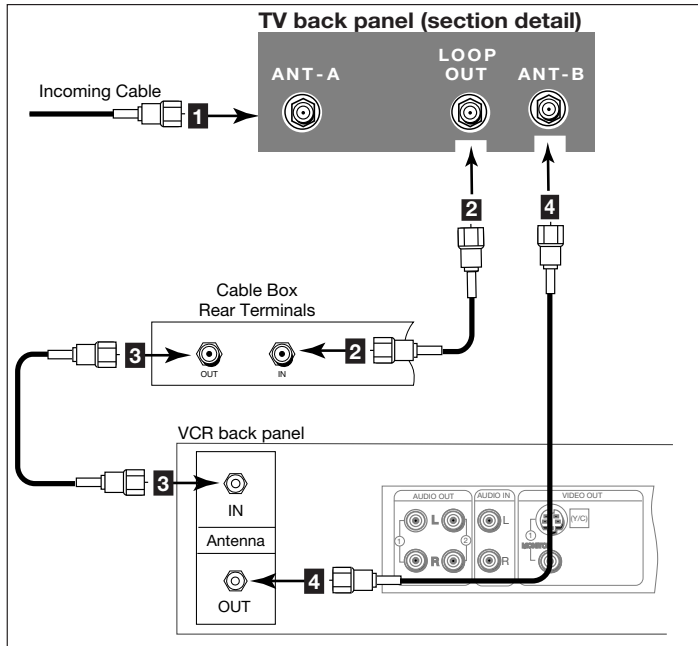 TV back panel (section detail)
LOOP
ANT-A OUT ANT-B
Incoming Cable
1
2 4
Cable Box
Rear Terminals
3 2
OUT IN
VCR back panel
3
IN
AUDIO OUT AUDIO IN VIDEO OUT
L L (Y/C)
Antenna
1 2 1
MONITOR
R R
4
OUT